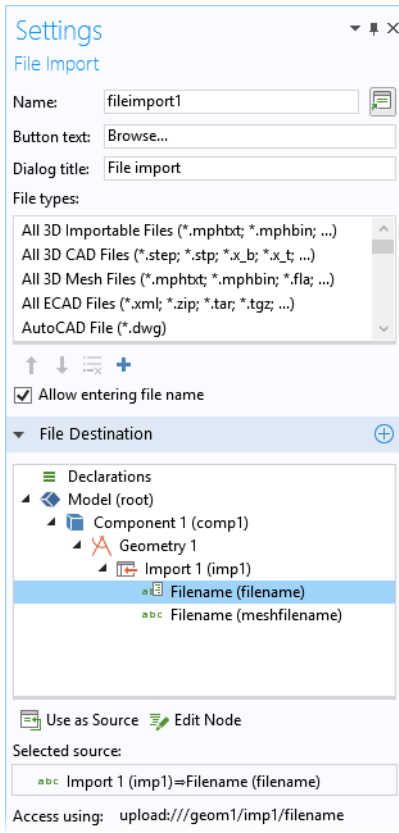 Settings
File Import
Name: fileimport1
Button text: Browse...
Dialog title: File import
File types:
All 3D Importable Files (*.mphtxt; *.mphbin; ...)
All 3D CAD Files (*.step; *.stp; *.x_b; *.x_t; ...)
All 3D Mesh Files (*.mphtxt; *.mphbin; *.fla; ...)
All ECAD Files (*.xml; *.zip; *.tar; *.tgz; ...)
AutoCAD File (*.dwg)
Allow entering file name
File Destination
Declarations
Model (root)
Component 1 (comp1)
Geometry 1
Import 1 (imp1)
Filename (filename)
abc Filename (meshfilename)
Use as Source Edit Node
Selected source:
abc Import 1 (imp1)⇒Filename (filename)
Access using: upload:///geom1/imp1/filename